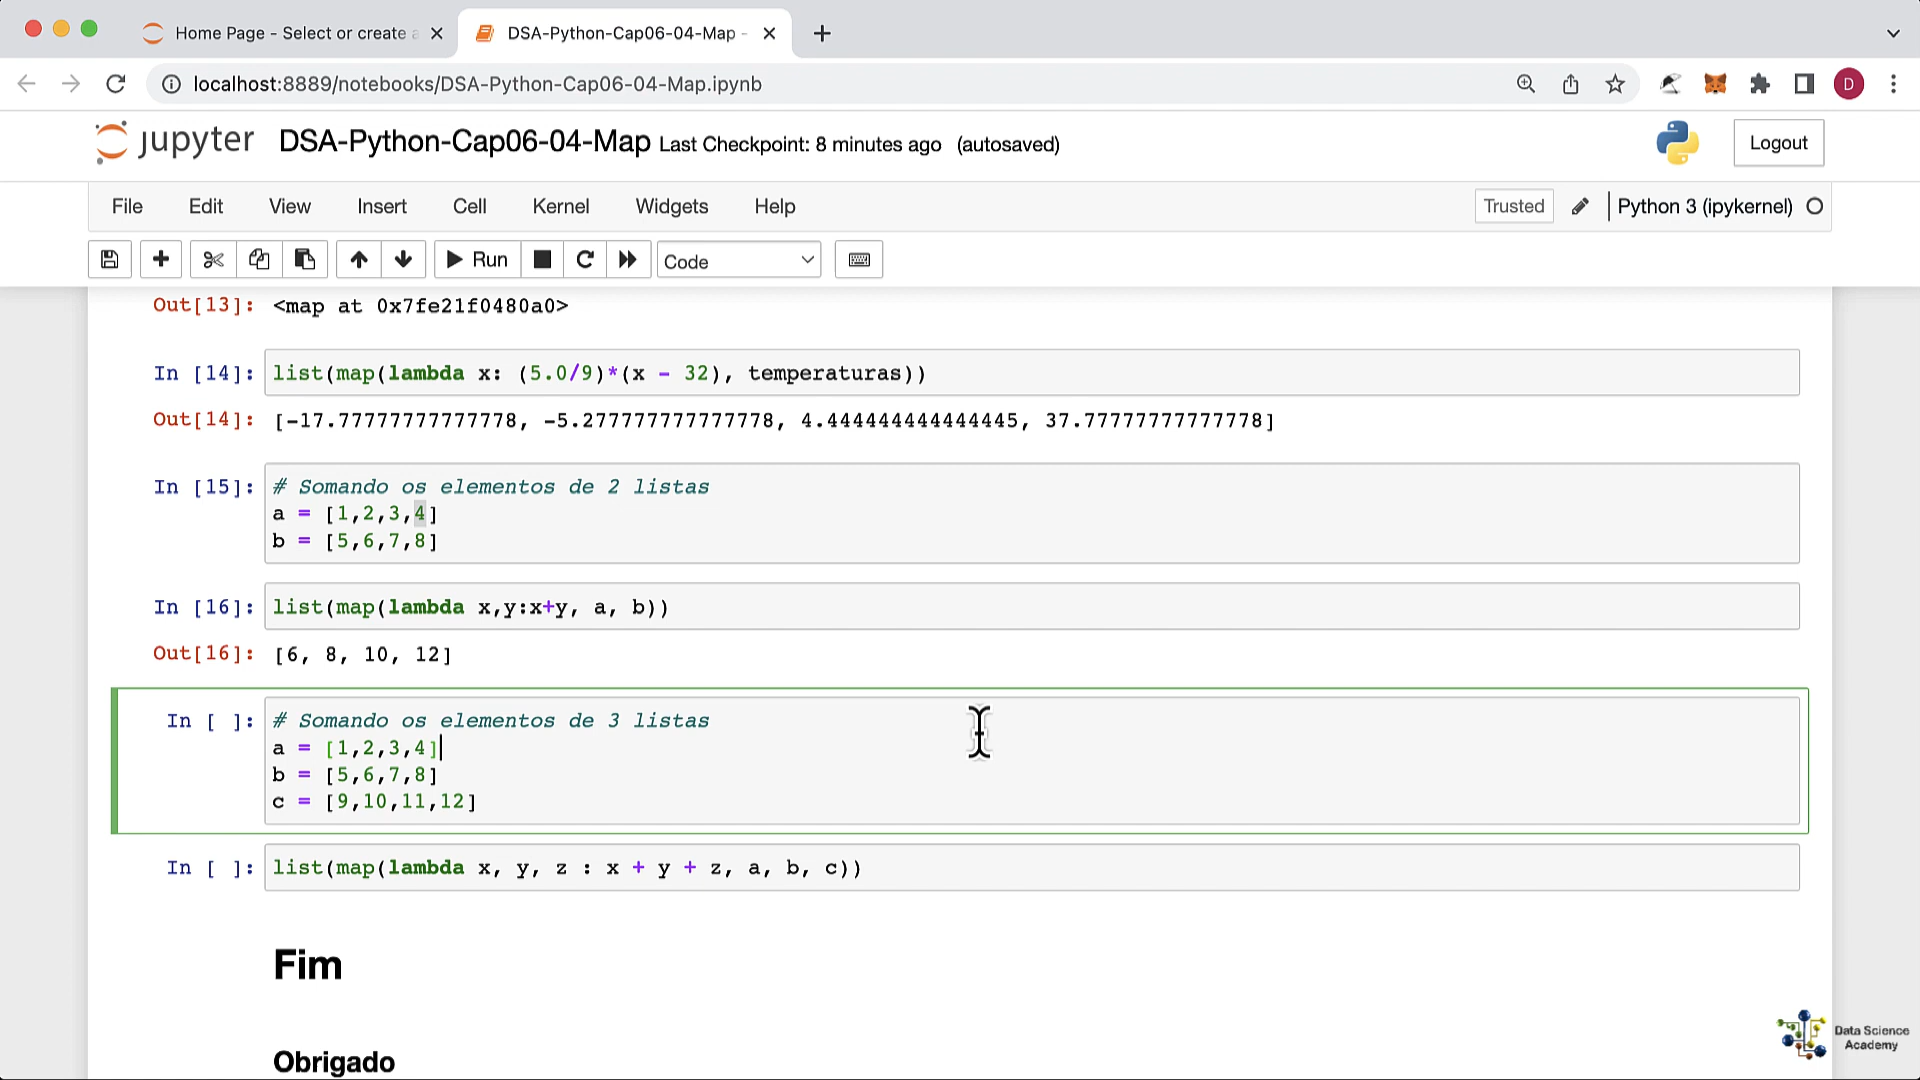 Home Page - Select or create a
DSA-Python-Cap06-04-Map -
localhost:8889/notebooks/DSA-Python-Cap06-04-Map.ipynb
D
jupyter DSA-Python-Cap06-04-Map Last Checkpoint: 8 minutes ago (autosaved)
Logout
File Edit View Insert Cell Kernel Widgets Help
Trusted Python 3 (ipykernel)
Run Code
Out[13]: <map at 0x7fe21f0480a0>
In [14]: list(map(lambda x: (5.0/9)*(x - 32), temperaturas))
Out[14]: [-17.77777777777778, -5.277777777777778, 4.444444444444445, 37.77777777777778]
In [15]: # Somando os elementos de 2 listas
a = [1,2,3,4]
b = [5,6,7,8]
In [16]: list(map(lambda x,y:x+y, a, b))
Out[16]: [6, 8, 10, 12]
In [ ]: # Somando os elementos de 3 listas
a = [1,2,3,4]
b = [5,6,7,8]
c = [9,10,11,12]
In [ ]: list(map(lambda x, y, z : x + y + z, a, b, c))
Fim
Obrigado
Data Science
Academy